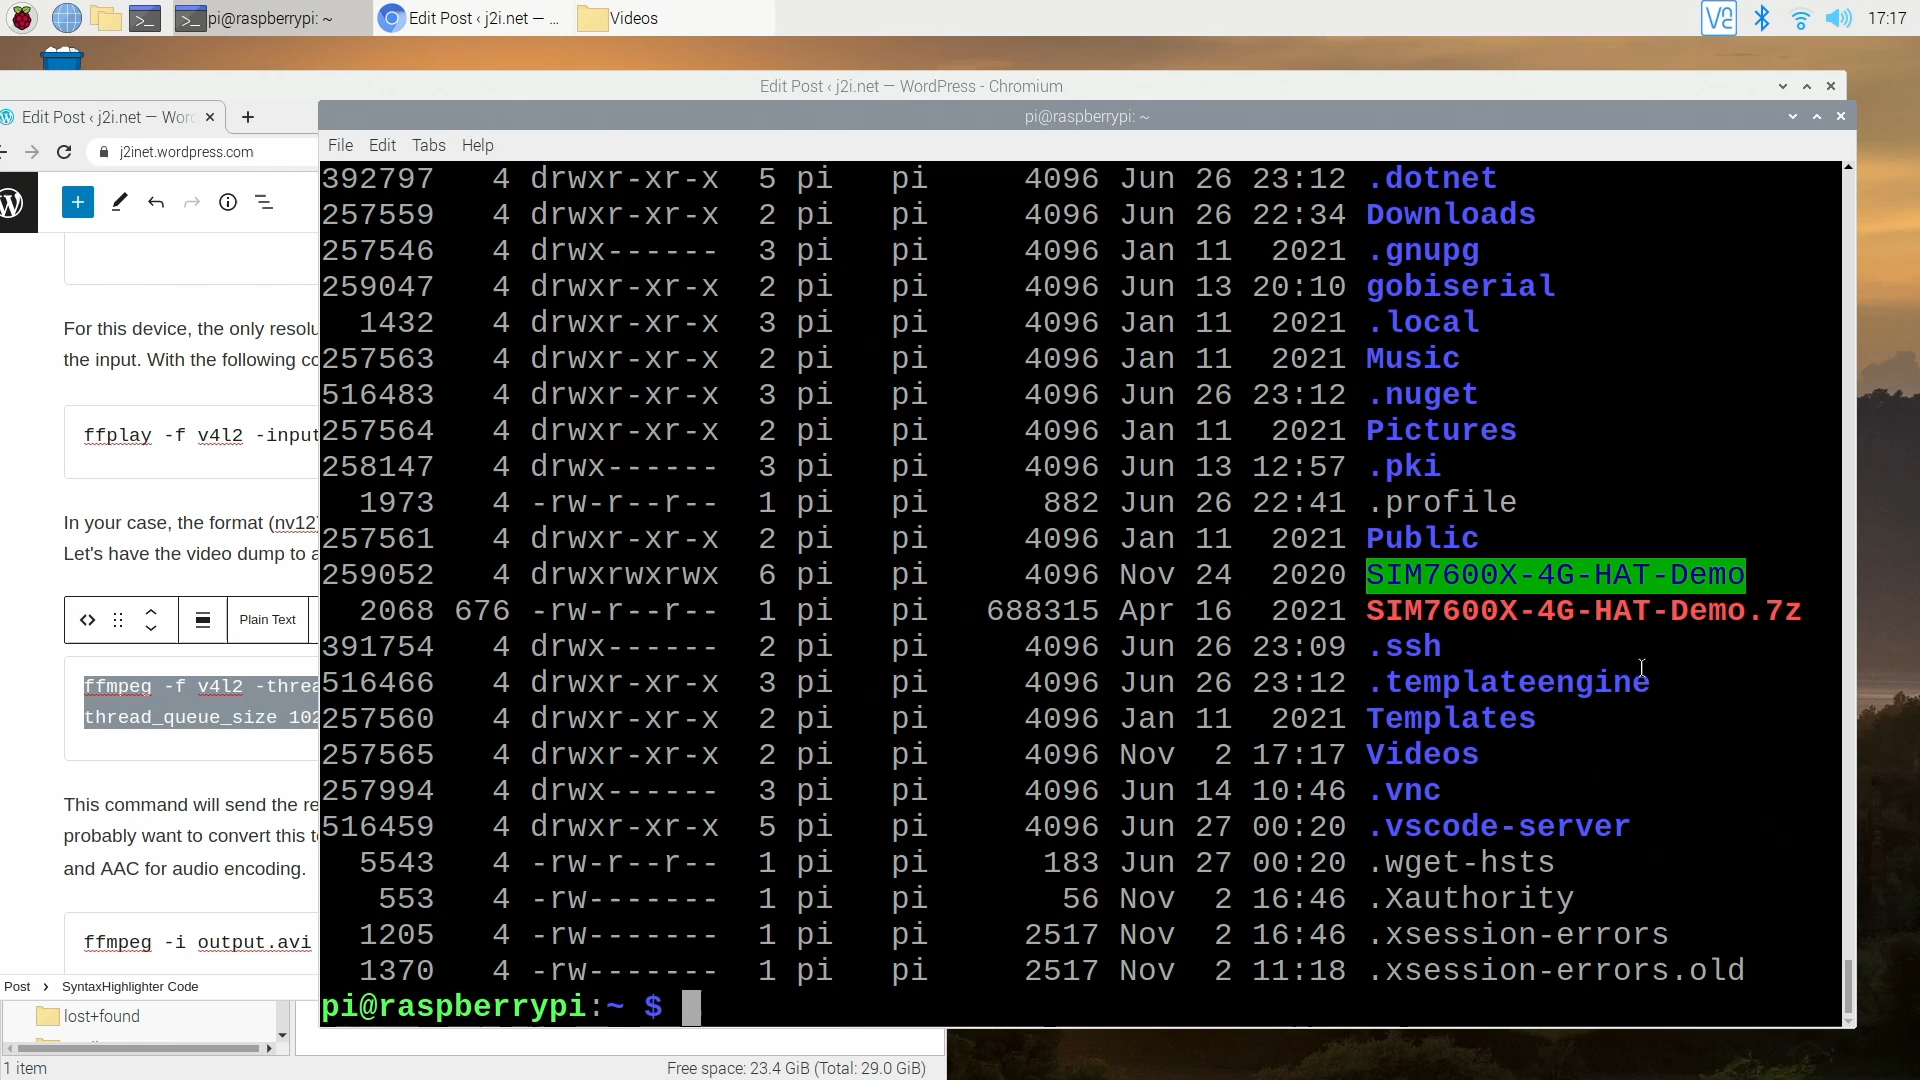 pi@raspberrypi: ~
Edit Post ‹ j2i.net — ...
Videos
17:17
Edit Post ‹ j2i.net — WordPress - Chromium
Edit Post ‹ j2i.net — Wor
j2inet.wordpress.com
pi@raspberrypi: ~
File Edit Tabs Help
For this device, the only resolu
the input. With the following co
ffplay -f v4l2 -input
In your case, the format (nv12
Let's have the video dump to a
Plain Text
ffmpeg -f v4l2 -threa
thread_queue_size 102
This command will send the re
probably want to convert this t
and AAC for audio encoding.
ffmpeg -i output.avi
Post › SyntaxHighlighter Code
lost+found
1 item
Free space: 23.4 GiB (Total: 29.0 GiB)
392797 4 drwxr-xr-x 5 pi pi 4096 Jun 26 23:12 .dotnet
257559 4 drwxr-xr-x 2 pi pi 4096 Jun 26 22:34 Downloads
257546 4 drwx------ 3 pi pi 4096 Jan 11 2021 .gnupg
259047 4 drwxr-xr-x 2 pi pi 4096 Jun 13 20:10 gobiserial
1432 4 drwxr-xr-x 3 pi pi 4096 Jan 11 2021 .local
257563 4 drwxr-xr-x 2 pi pi 4096 Jan 11 2021 Music
516483 4 drwxr-xr-x 3 pi pi 4096 Jun 26 23:12 .nuget
257564 4 drwxr-xr-x 2 pi pi 4096 Jan 11 2021 Pictures
258147 4 drwx------ 3 pi pi 4096 Jun 13 12:57 .pki
1973 4 -rw-r--r-- 1 pi pi 882 Jun 26 22:41 .profile
257561 4 drwxr-xr-x 2 pi pi 4096 Jan 11 2021 Public
259052 4 drwxrwxrwx 6 pi pi 4096 Nov 24 2020 SIM7600X-4G-HAT-Demo
2068 676 -rw-r--r-- 1 pi pi 688315 Apr 16 2021 SIM7600X-4G-HAT-Demo.7z
391754 4 drwx------ 2 pi pi 4096 Jun 26 23:09 .ssh
516466 4 drwxr-xr-x 3 pi pi 4096 Jun 26 23:12 .templateengine
257560 4 drwxr-xr-x 2 pi pi 4096 Jan 11 2021 Templates
257565 4 drwxr-xr-x 2 pi pi 4096 Nov 2 17:17 Videos
257994 4 drwx------ 3 pi pi 4096 Jun 14 10:46 .vnc
516459 4 drwxr-xr-x 5 pi pi 4096 Jun 27 00:20 .vscode-server
5543 4 -rw-r--r-- 1 pi pi 183 Jun 27 00:20 .wget-hsts
553 4 -rw------- 1 pi pi 56 Nov 2 16:46 .Xauthority
1205 4 -rw------- 1 pi pi 2517 Nov 2 16:46 .xsession-errors
1370 4 -rw------- 1 pi pi 2517 Nov 2 11:18 .xsession-errors.old
pi@raspberrypi:~ $